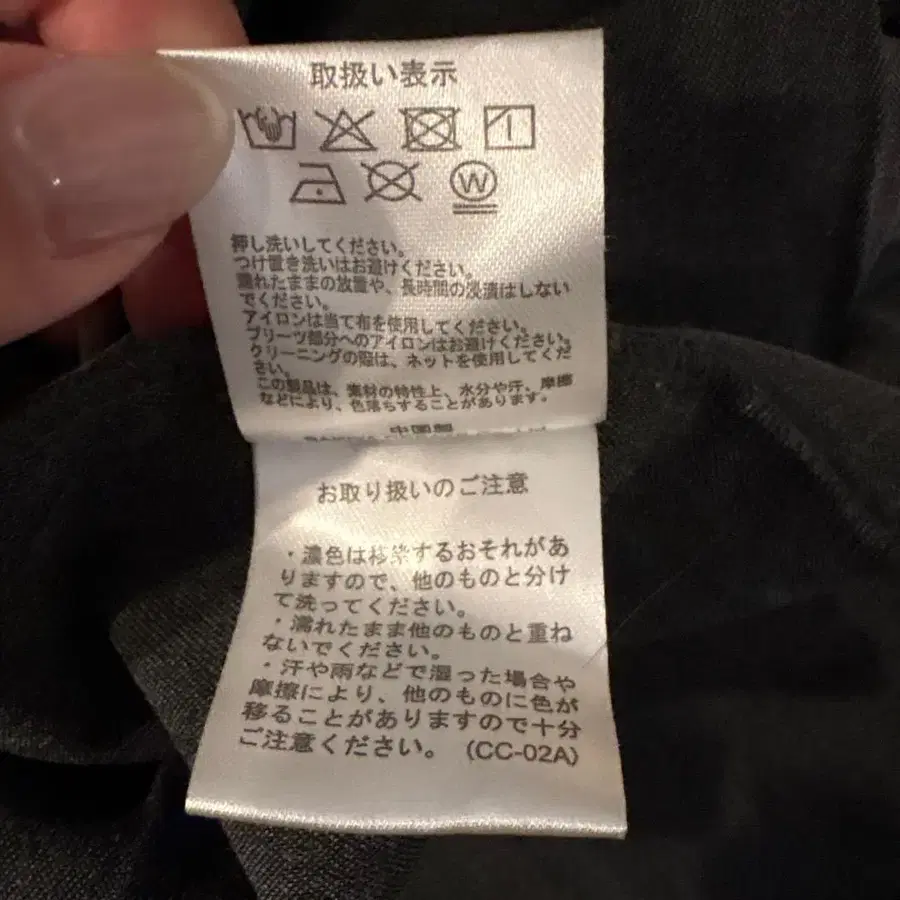 取扱い表示
W
押し洗いしてください。
つけ置き洗いはお避けください。
濡れたままの放置や、長時間の浸漬はしない
でください。
アイロンは当て布を使用してください。
プリーツ部分へのアイロンはお避けください。
クリーニングの際は、ネットを使用してくだ
さい。
この製品は、素材の特性上、水分や汗、摩擦
などにより、色落ちすることがあります。
中国製
お取り扱いのご注意
・濃色は移染するおそれがあ
りますので、他のものと分け
て洗ってください。
・濡れたまま他のものと重ね
ないでください。
・汗や雨などで湿った場合や
摩擦により、他のものに色が
移ることがありますので十分
ご注意ください。（CC-02A）